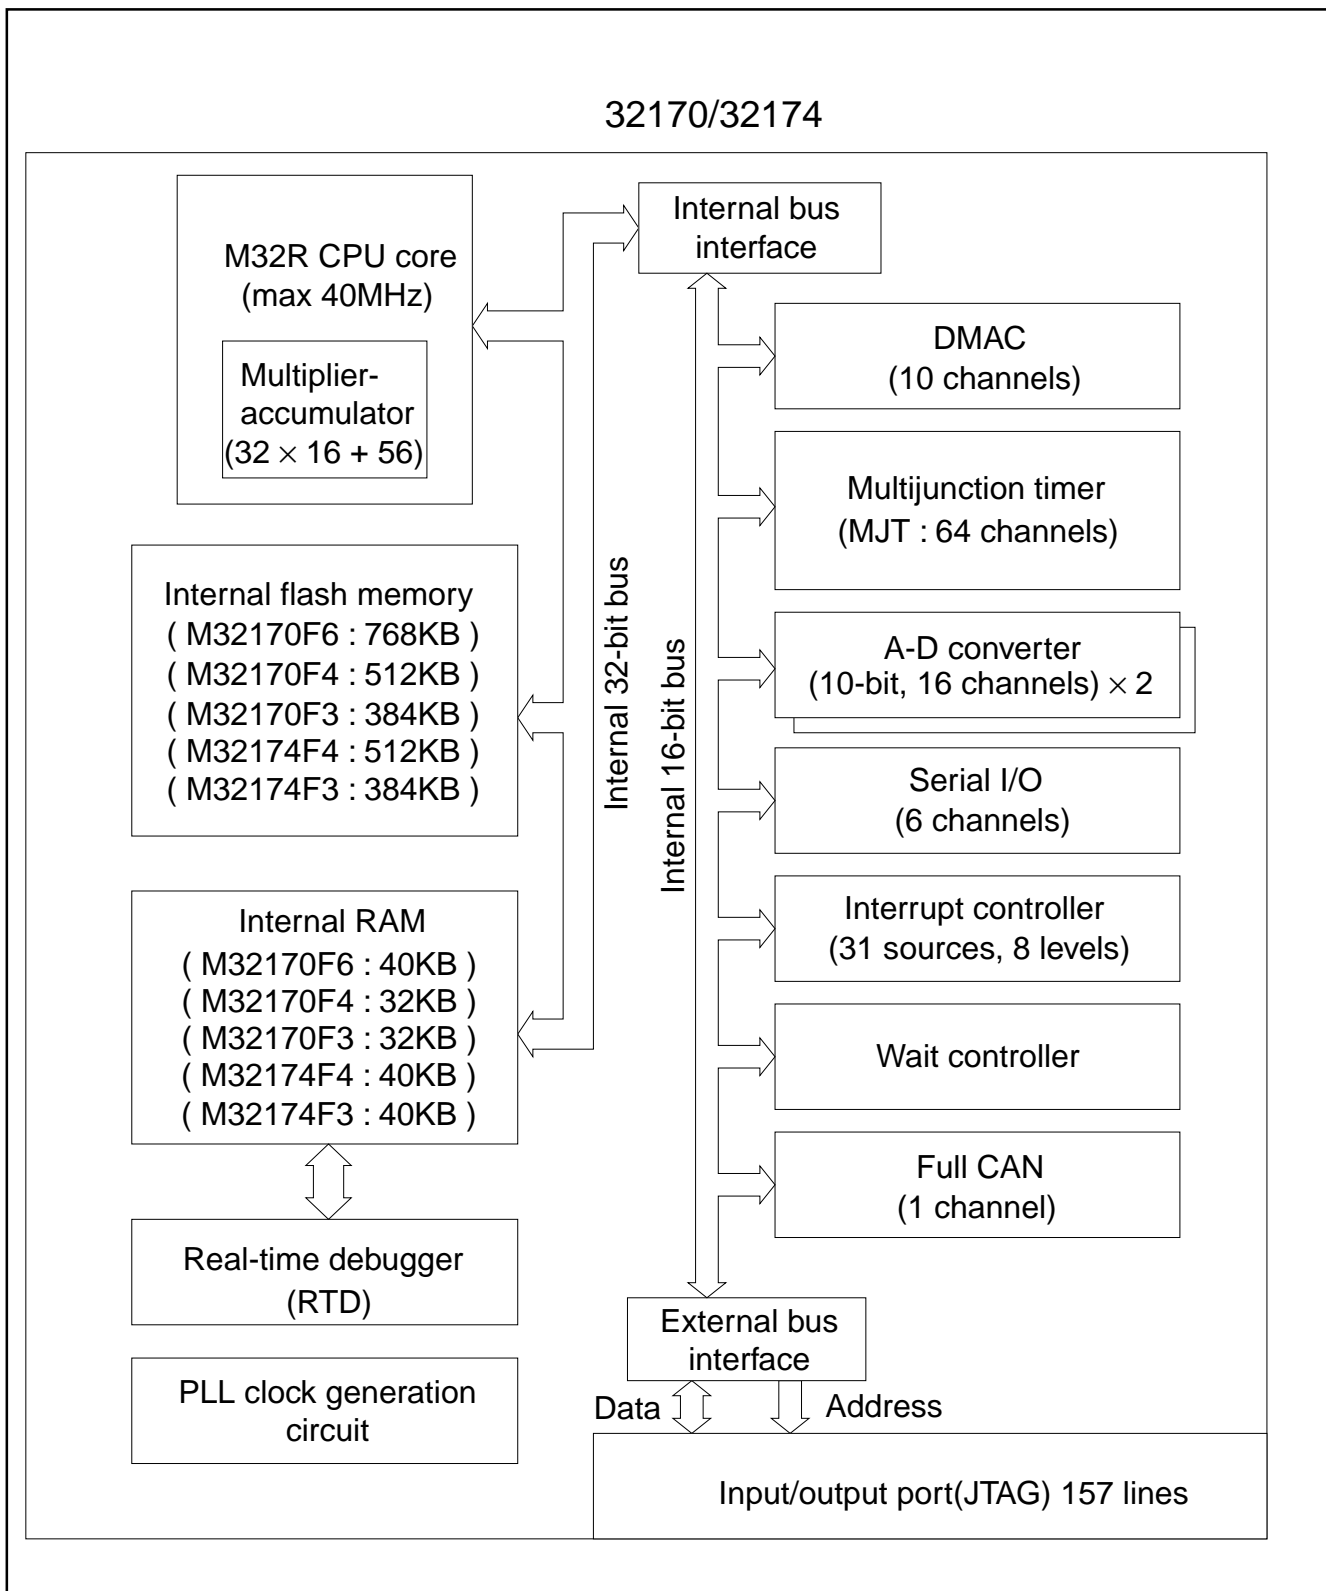 32170/32174
M32R CPU core
(max 40MHz)
Multiplier-
accumulator
(32 × 16 + 56)
Internal flash memory
( M32170F6 : 768KB )
( M32170F4 : 512KB )
( M32170F3 : 384KB )
( M32174F4 : 512KB )
( M32174F3 : 384KB )
Internal RAM
( M32170F6 : 40KB )
( M32170F4 : 32KB )
( M32170F3 : 32KB )
( M32174F4 : 40KB )
( M32174F3 : 40KB )
Real-time debugger
(RTD)
PLL clock generation
circuit
Internal 32-bit bus
Internal 16-bit bus
Internal bus
interface
DMAC
(10 channels)
Multijunction timer
(MJT : 64 channels)
A-D converter
(10-bit, 16 channels) × 2
Serial I/O
(6 channels)
Interrupt controller
(31 sources, 8 levels)
Wait controller
Full CAN
(1 channel)
External bus
interface
Data
Address
Input/output port(JTAG) 157 lines